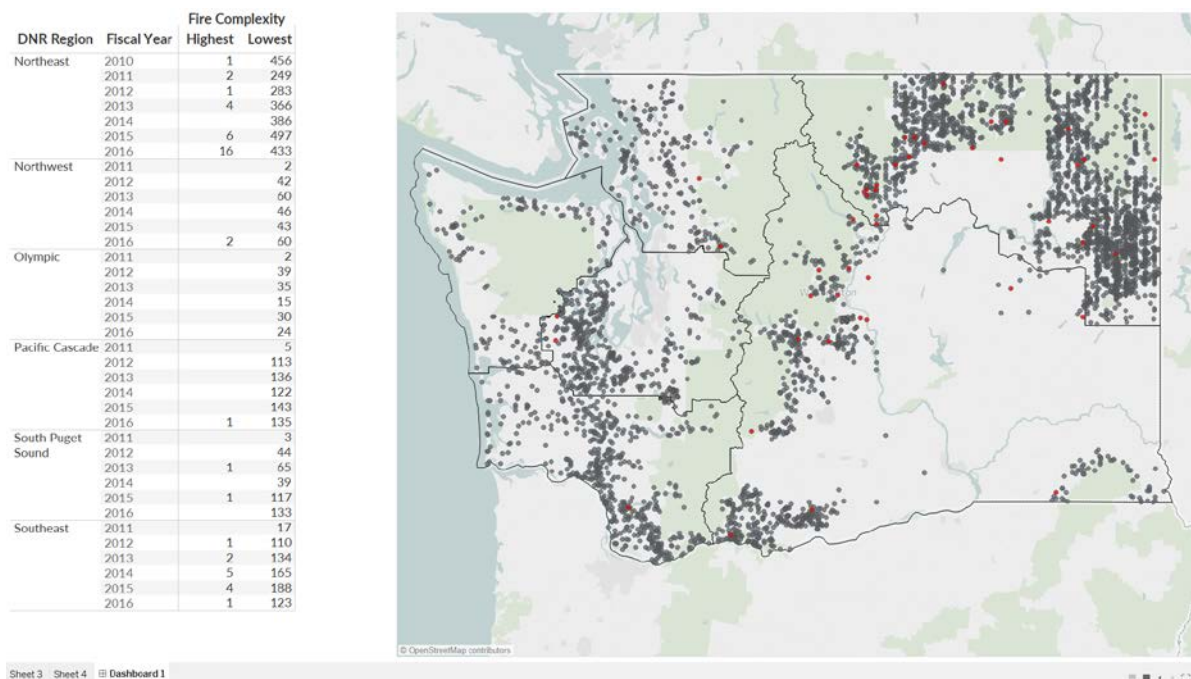 Fire Complexity
DNR Region Fiscal Year Highest Lowest
Northeast 2010 1 456
2011 2 249
2012 1 283
2013 4 366
2014 386
2015 6 497
2016 16 433
Northwest 2011 2
2012 42
2013 60
2014 46
2015 43
2016 2 60
Olympic 2011 2
2012 39
2013 35
2014 15
2015 30
2016 24
Pacific Cascade 2011 5
2012 113
2013 136
2014 122
2015 143
2016 1 135
South Puget 2011 3
Sound 2012 44
2013 1 65
2014 39
2015 1 117
2016 133
Southeast 2011 17
2012 1 110
2013 2 134
2014 5 165
2015 4 188
2016 1 123
© OpenStreetMap contributors
Sheet 3 Sheet 4 Dashboard 1